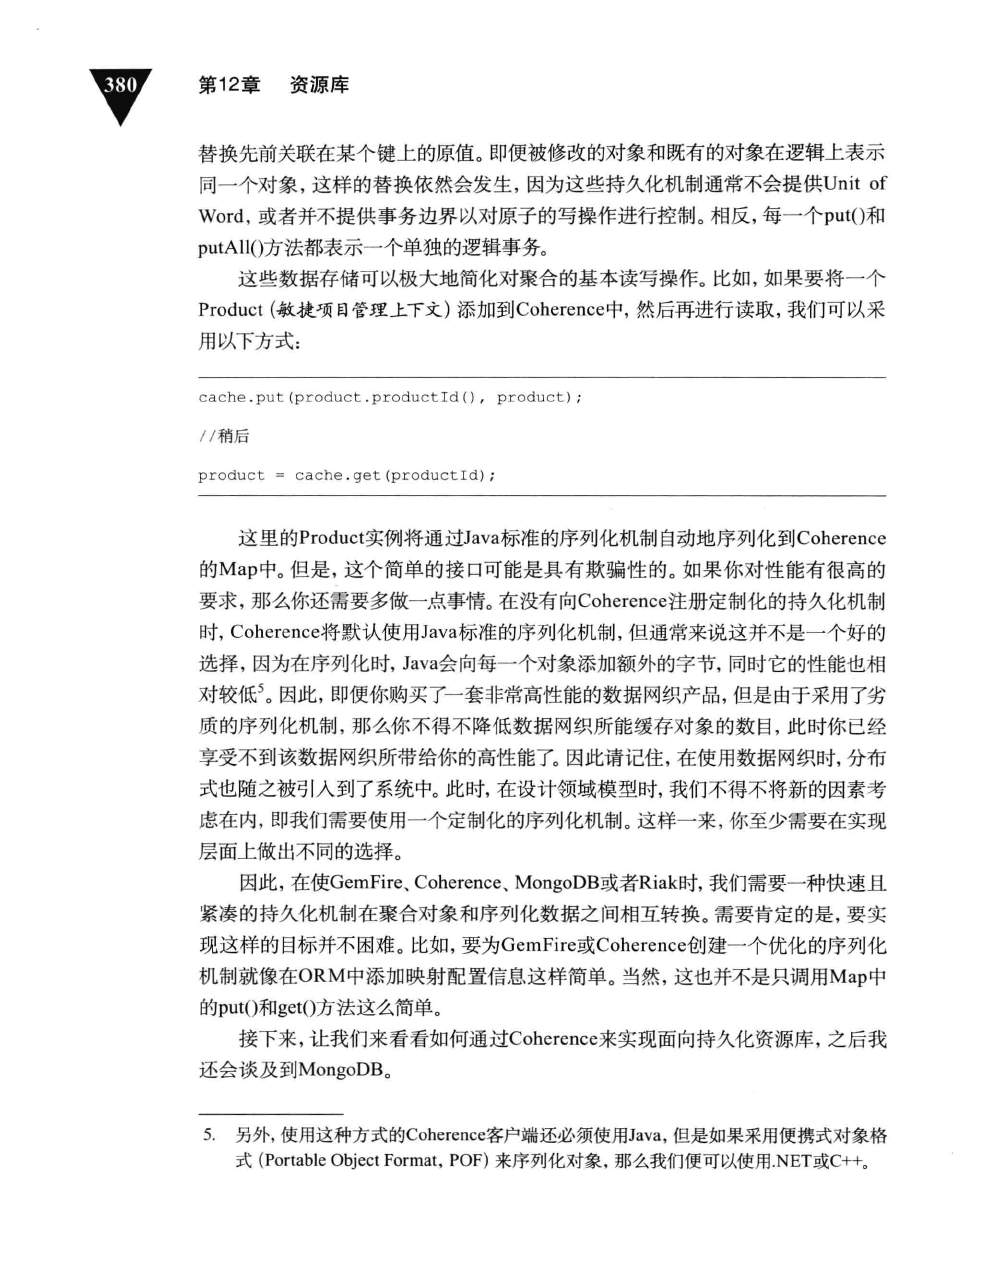 380
第12章 资源库
替换先前关联在某个键上的原值。即便被修改的对象和既有的对象在逻辑上表示
同一个对象，这样的替换依然会发生，因为这些持久化机制通常不会提供Unit of
Word，或者并不提供事务边界以对原子的写操作进行控制。相反，每一个put()和
putAll()方法都表示一个单独的逻辑事务。
这些数据存储可以极大地简化对聚合的基本读写操作。比如，如果要将一个
Product（敏捷项目管理上下文）添加到Coherence中，然后再进行读取，我们可以采
用以下方式：
cache.put(product.productId(), product);
//稍后
product = cache.get(productId);
这里的Product实例将通过Java标准的序列化机制自动地序列化到Coherence
的Map中。但是，这个简单的接口可能是具有欺骗性的。如果你对性能有很高的
要求，那么你还需要多做一点事情。在没有向Coherence注册定制化的持久化机制
时，Coherence将默认使用Java标准的序列化机制，但通常来说这并不是一个好的
选择，因为在序列化时，Java会向每一个对象添加额外的字节，同时它的性能也相
对较低5。因此，即便你购买了一套非常高性能的数据网织产品，但是由于采用了劣
质的序列化机制，那么你不得不降低数据网织所能缓存对象的数目，此时你已经
享受不到该数据网织所带给你的高性能了。因此请记住，在使用数据网织时，分布
式也随之被引入到了系统中。此时，在设计领域模型时，我们不得不将新的因素考
虑在内，即我们需要使用一个定制化的序列化机制。这样一来，你至少需要在实现
层面上做出不同的选择。
因此，在使GemFire、Coherence、MongoDB或者Riak时，我们需要一种快速且
紧凑的持久化机制在聚合对象和序列化数据之间相互转换。需要肯定的是，要实
现这样的目标并不困难。比如，要为GemFire或Coherence创建一个优化的序列化
机制就像在ORM中添加映射配置信息这样简单。当然，这也并不是只调用Map中
的put()和get()方法这么简单。
接下来，让我们来看看如何通过Coherence来实现面向持久化资源库，之后我
还会谈及到MongoDB。
5. 另外，使用这种方式的Coherence客户端还必须使用Java，但是如果采用便携式对象格
式（Portable Object Format，POF）来序列化对象，那么我们便可以使用.NET或C++。